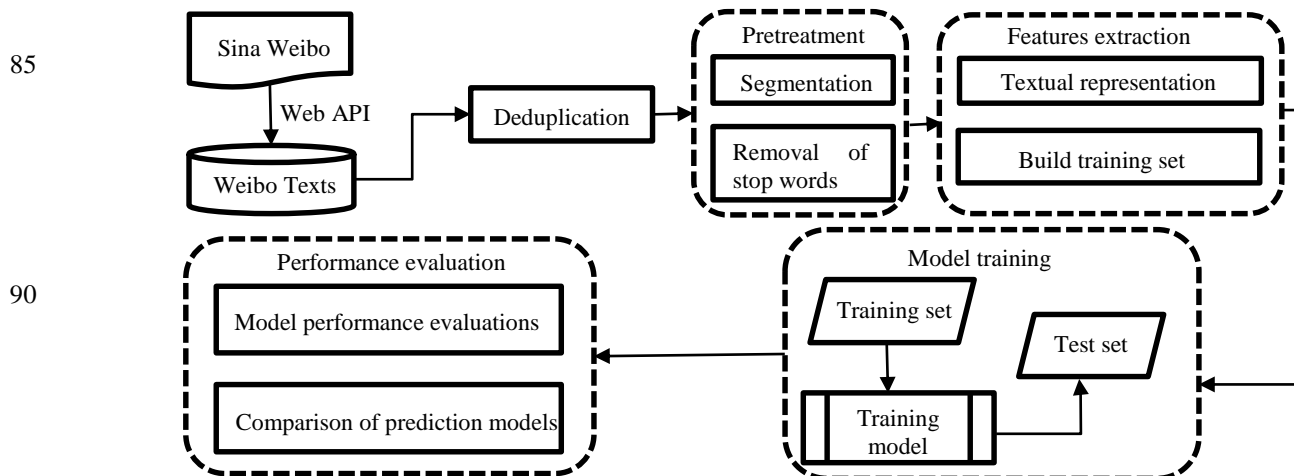 85
Sina Weibo
Web API
Weibo Texts
Deduplication
Pretreatment
Segmentation
Removal of
stop words
Features extraction
Textual representation
Build training set
90
Performance evaluation
Model performance evaluations
Comparison of prediction models
Model training
Training set
Test set
Training
model